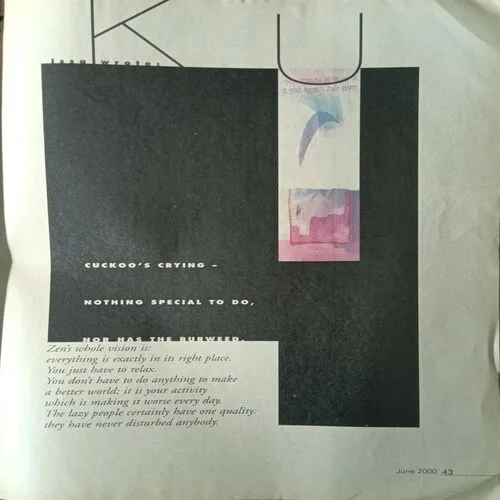 K U
issa wrote:
CUCKOO'S CRYING –
NOTHING SPECIAL TO DO,
NOR HAS THE BURWEED.
Zen's whole vision is:
everything is exactly in its right place.
You just have to relax.
You don't have to do anything to make
a better world; it is your activity
which is making it worse every day.
The lazy people certainly have one quality:
they have never disturbed anybody.
June 2000 43